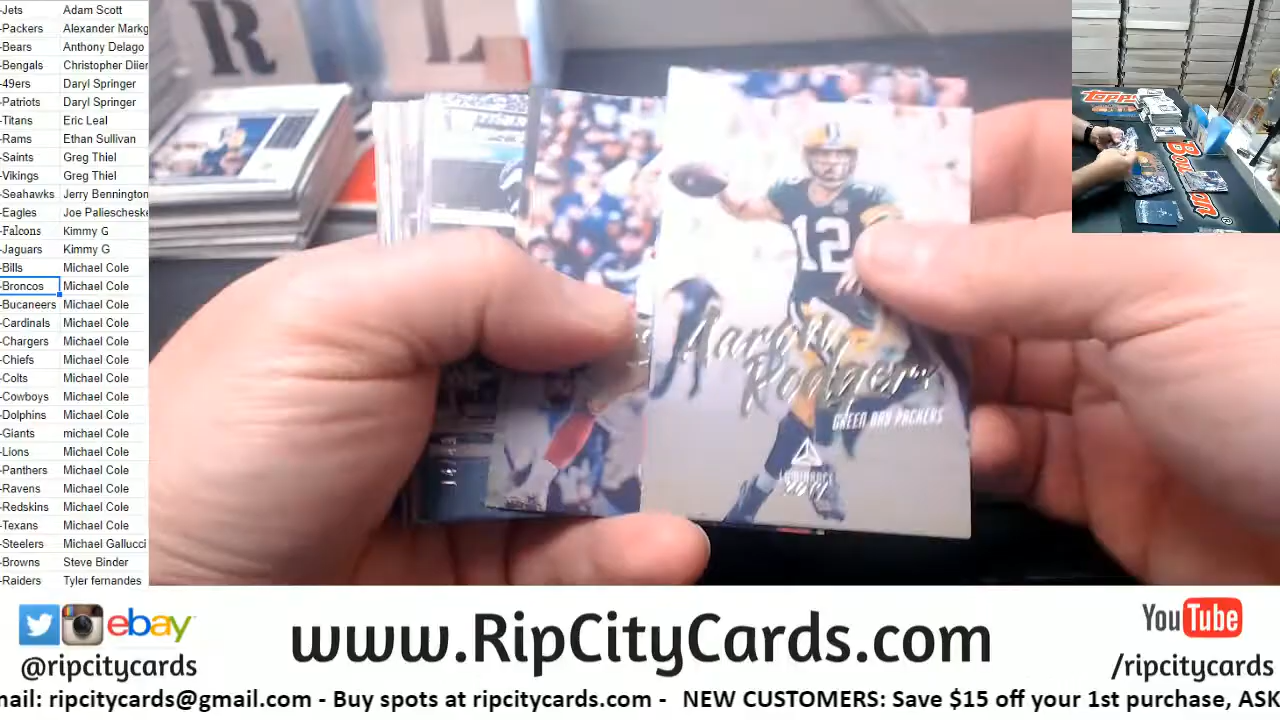 -Jets Adam Scott
-Packers Alexander Markg
-Bears Anthony Delago
-Bengals Christopher Diier
-49ers Daryl Springer
-Patriots Daryl Springer
-Titans Eric Leal
-Rams Ethan Sullivan
-Saints Greg Thiel
-Vikings Greg Thiel
-Seahawks Jerry Bennington
-Eagles Joe Paliescheske
-Falcons Kimmy G
-Jaguars Kimmy G
-Bills Michael Cole
-Broncos Michael Cole
-Bucaneers Michael Cole
-Cardinals Michael Cole
-Chargers Michael Cole
-Chiefs Michael Cole
-Colts Michael Cole
-Cowboys Michael Cole
-Dolphins Michael Cole
-Giants michael Cole
-Lions Michael Cole
-Panthers Michael Cole
-Ravens Michael Cole
-Redskins Michael Cole
-Texans Michael Cole
-Steelers Michael Gallucci
-Browns Steve Binder
-Raiders Tyler fernandes
R L
12
Aaron
Rodgers
GREEN BAY PACKERS
LUMINANCE
Topps
ebay
@ripcitycards
www.RipCityCards.com
YouTube
/ripcitycards
mail: ripcitycards@gmail.com - Buy spots at ripcitycards.com - NEW CUSTOMERS: Save $15 off your 1st purchase, ASK